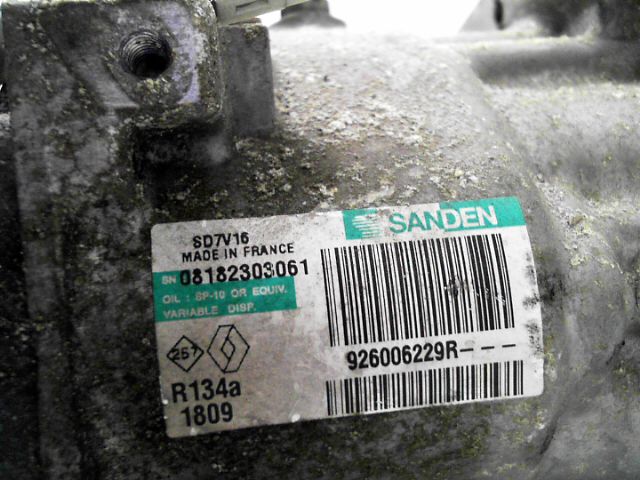 SANDEN
SD7V16
MADE IN FRANCE
SN 08182303061
OIL : SP-10 OR EQUIV.
VARIABLE DISP.
926006229R---
257
R134a
1809